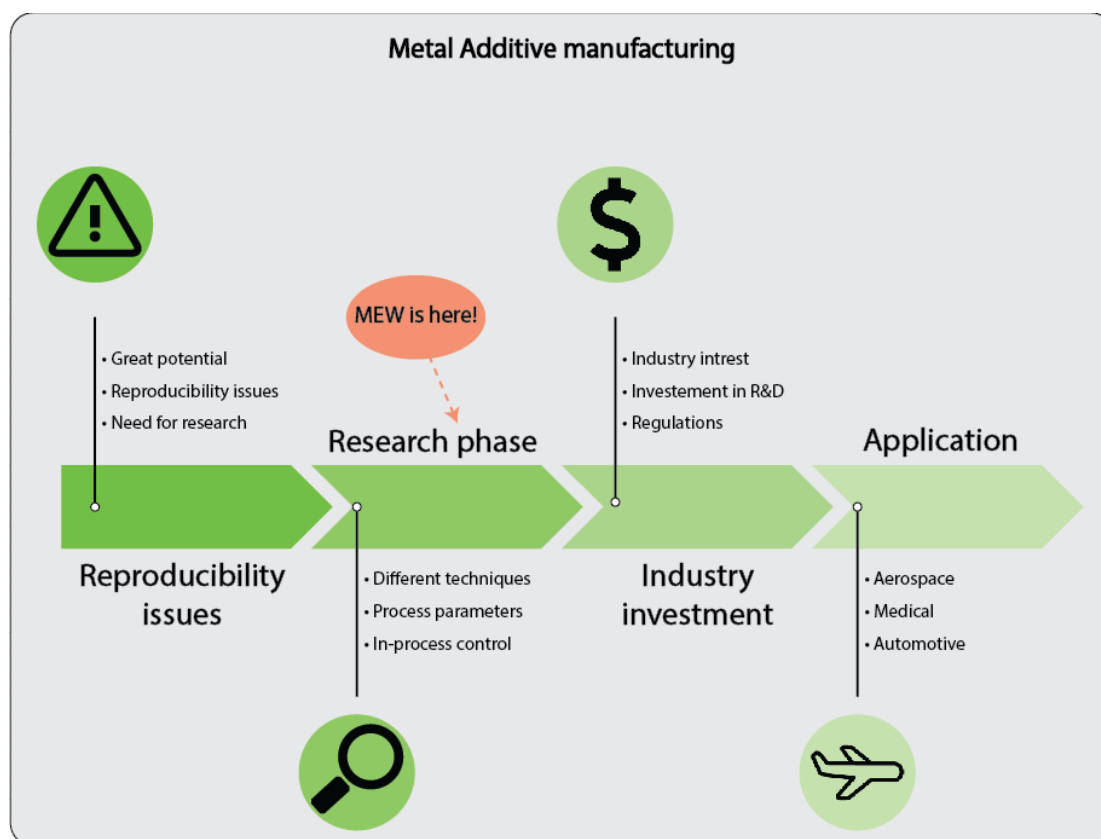 Metal Additive manufacturing
• Great potential
• Reproducibility issues
• Need for research
Reproducibility
issues
MEW is here!
Research phase
• Different techniques
• Process parameters
• In-process control
$
• Industry intrest
• Investement in R&D
• Regulations
Industry
investment
Application
• Aerospace
• Medical
• Automotive